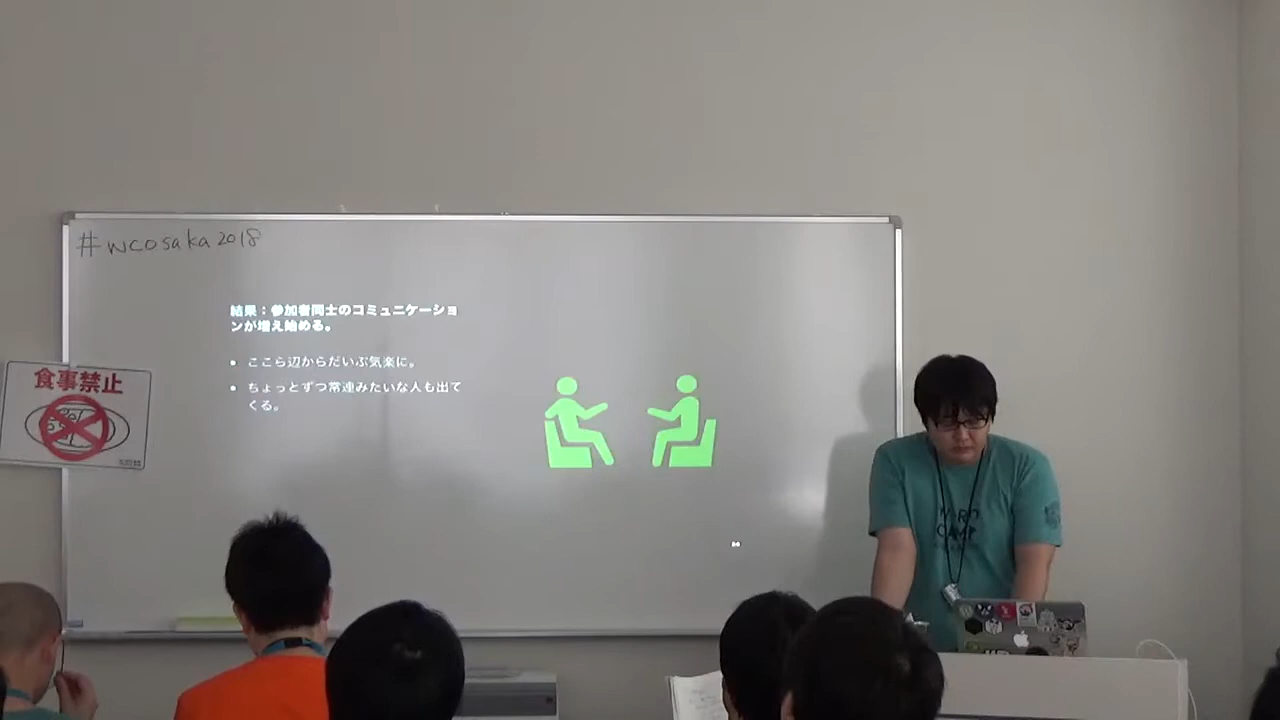 #wcosaka2018
結果：参加者同士のコミュニケーショ
ンが増え始める。
• ここら辺からだいぶ気楽に。
• ちょっとずつ常連みたいな人も出て
くる。
食事禁止
WORD
CAMP